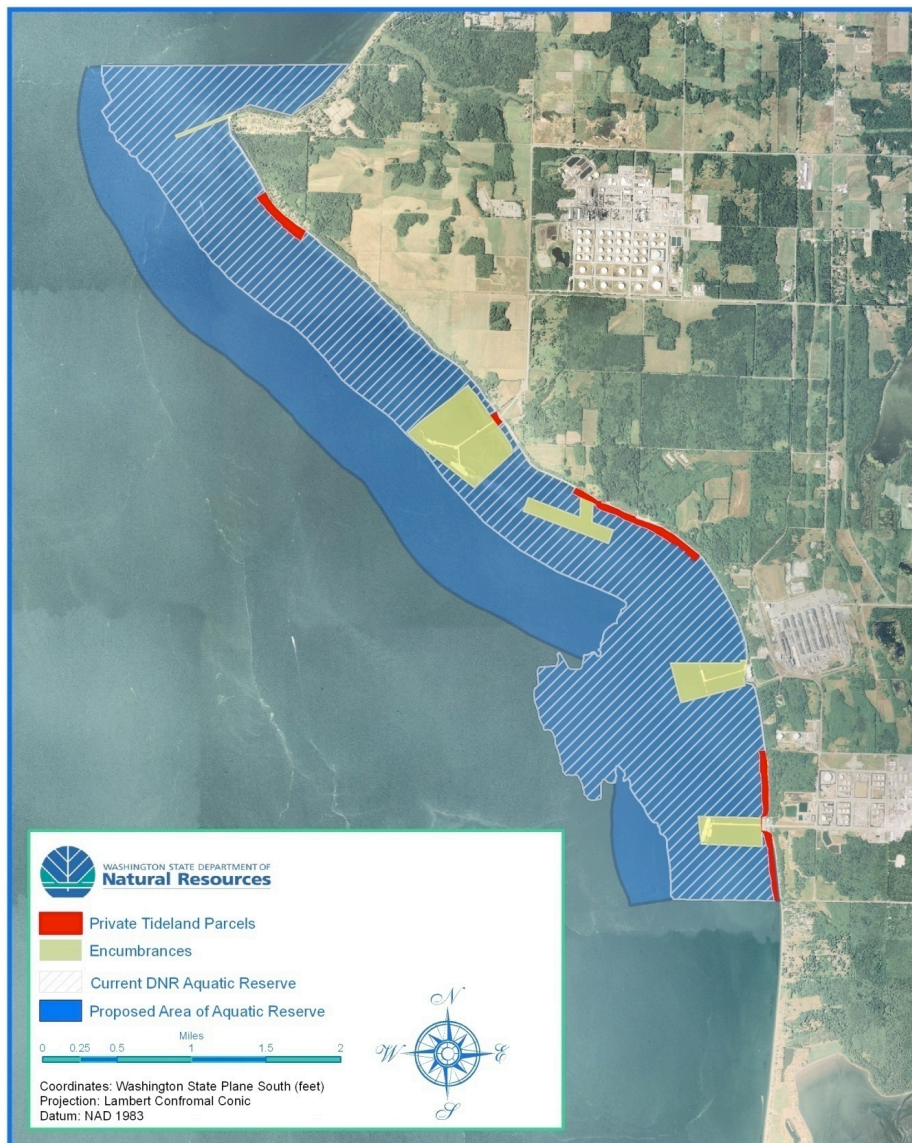 WASHINGTON STATE DEPARTMENT OF
Natural Resources
Private Tideland Parcels
Encumbrances
Current DNR Aquatic Reserve
Proposed Area of Aquatic Reserve
Miles
0 0.25 0.5 1 1.5 2
N
W E
S
Coordinates: Washington State Plane South (feet)
Projection: Lambert Confromal Conic
Datum: NAD 1983